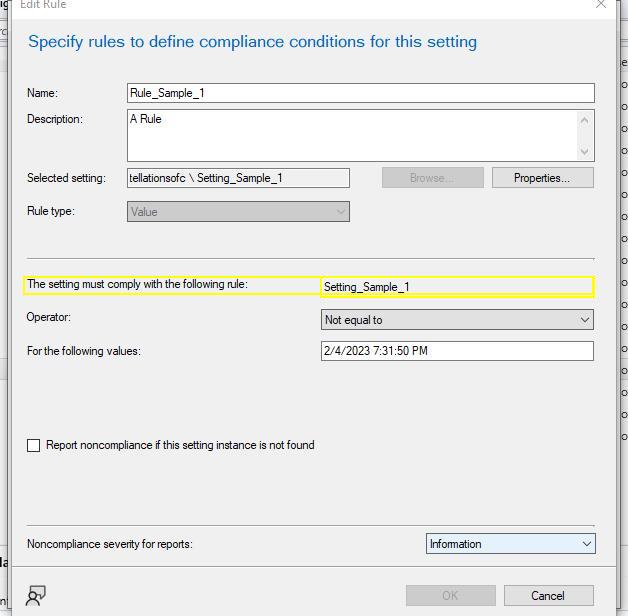 Edit Rule
Specify rules to define compliance conditions for this setting
Name:
Rule_Sample_1
Description:
A Rule
Selected setting:
tellationsofc \ Setting_Sample_1
Browse...
Properties...
Rule type:
Value
The setting must comply with the following rule:
Setting_Sample_1
Operator:
Not equal to
For the following values:
2/4/2023 7:31:50 PM
Report noncompliance if this setting instance is not found
Noncompliance severity for reports:
Information
OK
Cancel